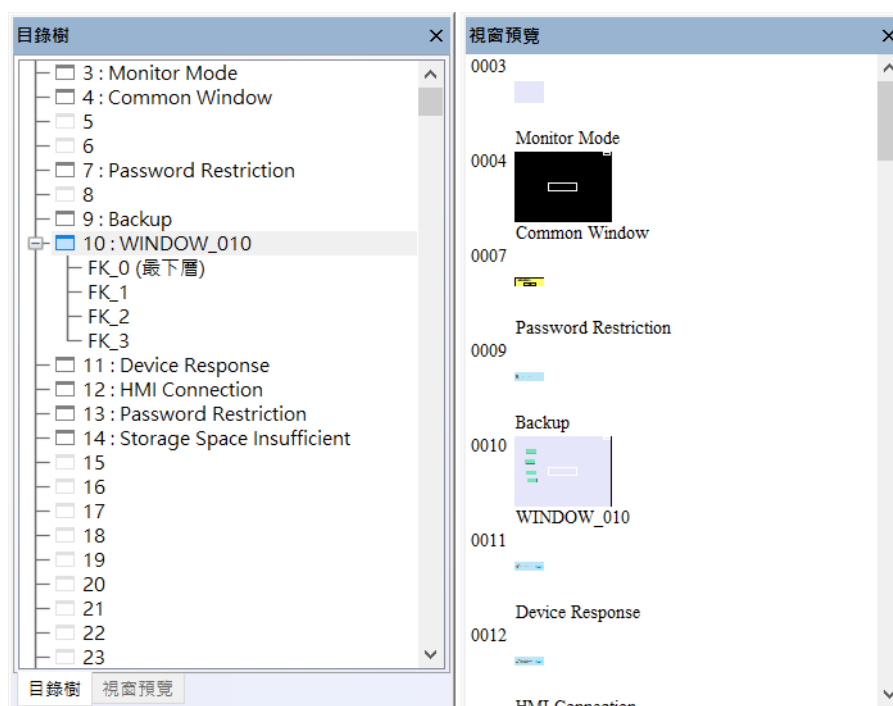 目錄樹
3 : Monitor Mode
4 : Common Window
5
6
7 : Password Restriction
8
9 : Backup
10 : WINDOW_010
FK_0 (最下層)
FK_1
FK_2
FK_3
11 : Device Response
12 : HMI Connection
13 : Password Restriction
14 : Storage Space Insufficient
15
16
17
18
19
20
21
22
23
目錄樹 視窗預覽
視窗預覽
0003
Monitor Mode
0004
Common Window
0007
Password Restriction
0009
Backup
0010
WINDOW_010
0011
Device Response
0012
HMI Connection